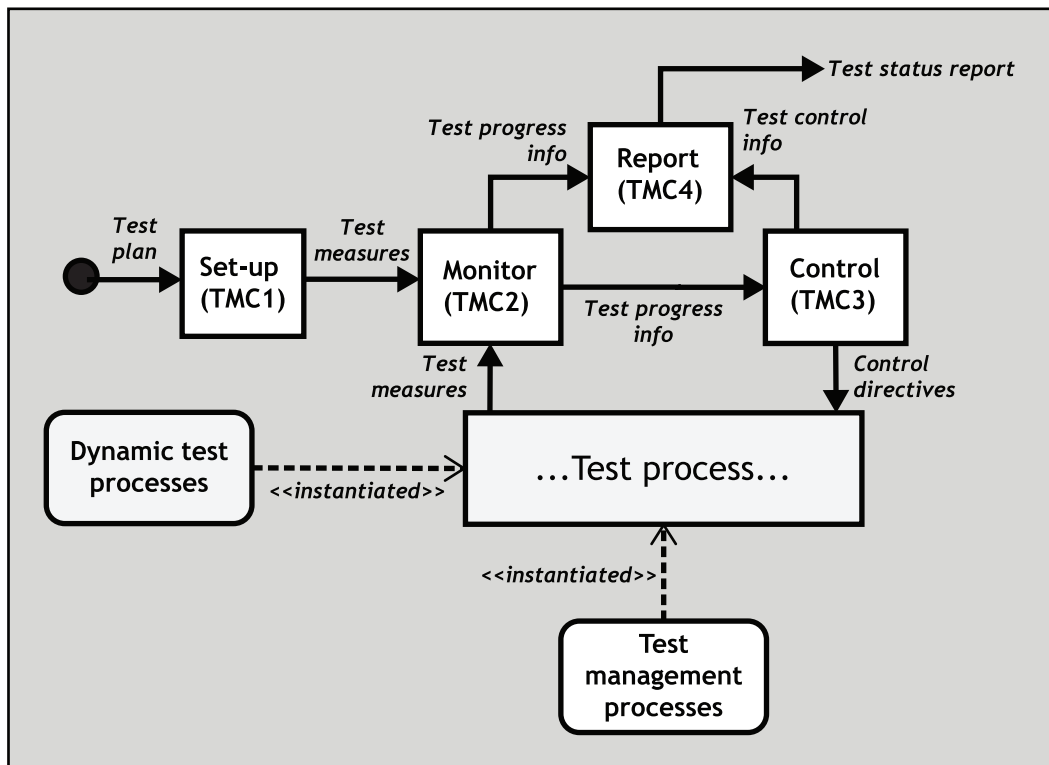 Test status report
Test progress
info
Test control
info
Report
(TMC4)
Test
plan
Set-up
(TMC1)
Test
measures
Monitor
(TMC2)
Test progress
info
Control
(TMC3)
Test
measures
Control
directives
Dynamic test
processes
<<instantiated>>
...Test process...
<<instantiated>>
Test
management
processes